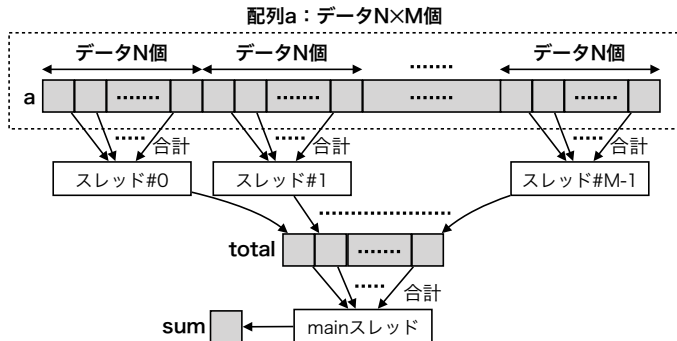 配列a：データN×M個
データN個 データN個 ……. データN個
a ……. ……. ……. …….
…… 合計 …… 合計 …… 合計
スレッド#0 スレッド#1 スレッド#M-1
total …….
…… 合計
sum mainスレッド